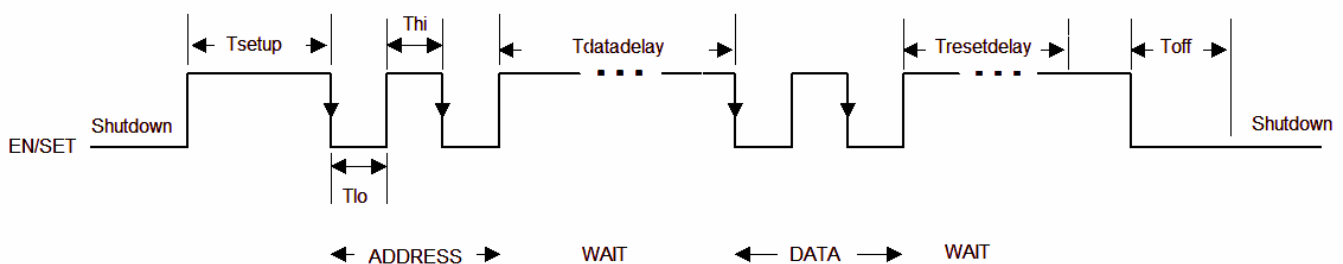 Thi
Tsetup
Tdatadelay
Tresetdelay
Toff
Shutdown
Shutdown
EN/SET
Tlo
ADDRESS
WAIT
DATA
WAIT